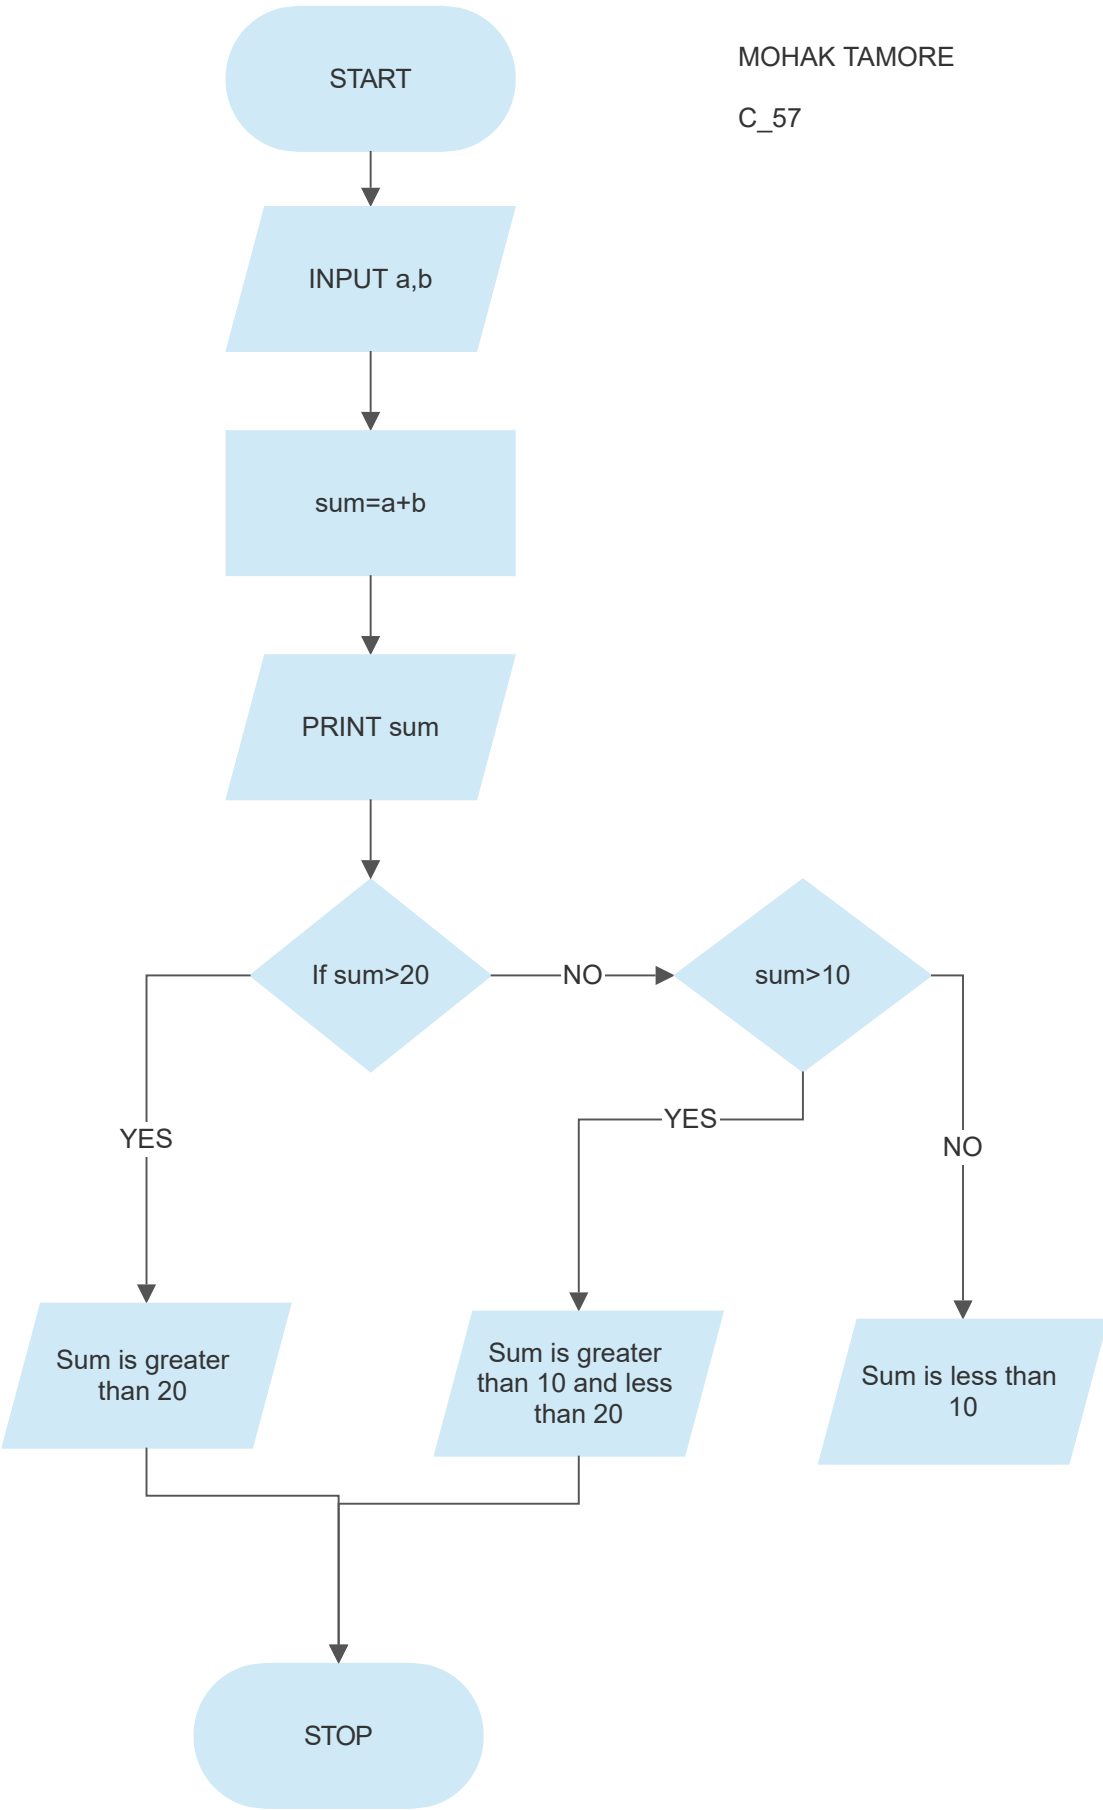 START
MOHAK TAMORE
C_57
INPUT a,b
sum=a+b
PRINT sum
If sum>20
NO
sum>10
YES
YES
NO
Sum is greater
than 20
Sum is greater
than 10 and less
than 20
Sum is less than
10
STOP